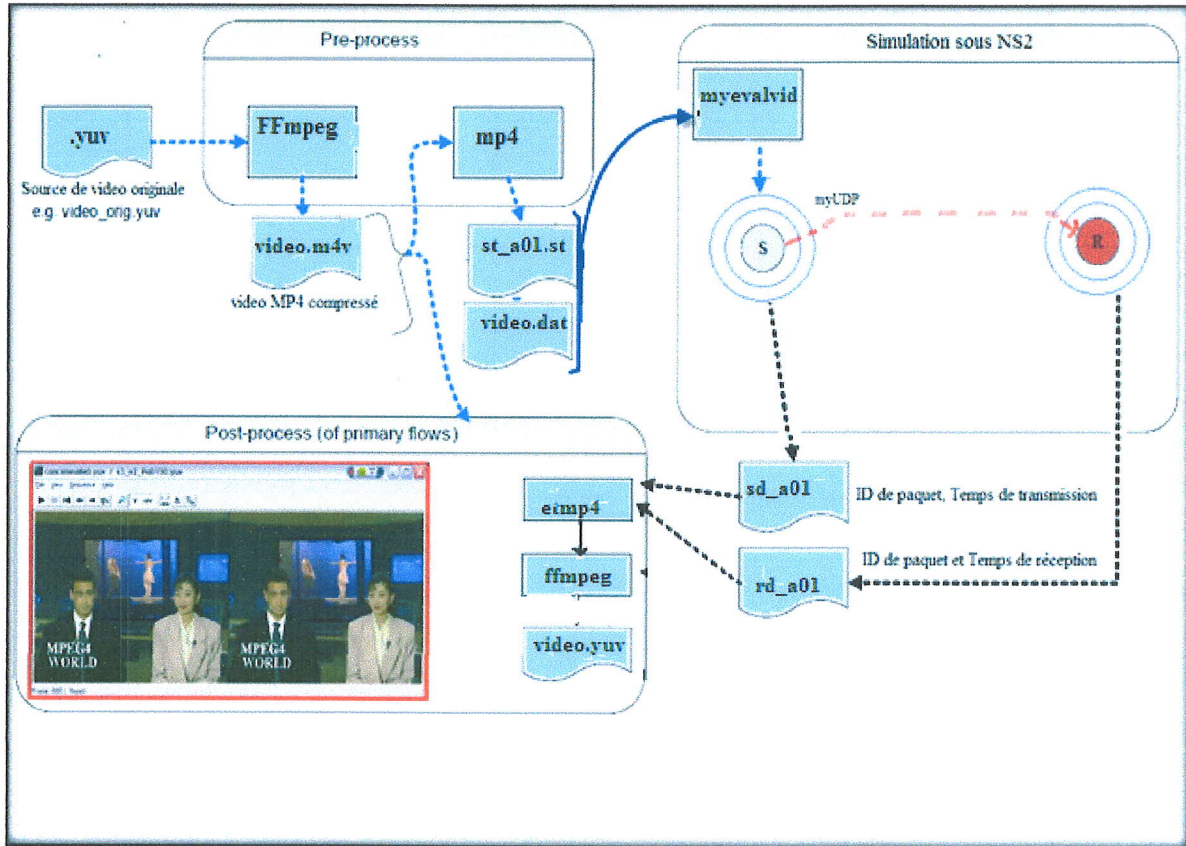 Pre-process
Simulation sous NS2
.yuv
FFmpeg
mp4
myevalvid
Source de video originale
e.g. video_orig.yuv
video.m4v
video MP4 compressé
st_a01.st
video.dat
myUDP
S
R
Post-process (of primary flows)
MPEG4
WORLD
MPEG4
WORLD
etmp4
ffmpeg
video.yuv
sd_a01
ID de paquet, Temps de transmission
rd_a01
ID de paquet et Temps de réception